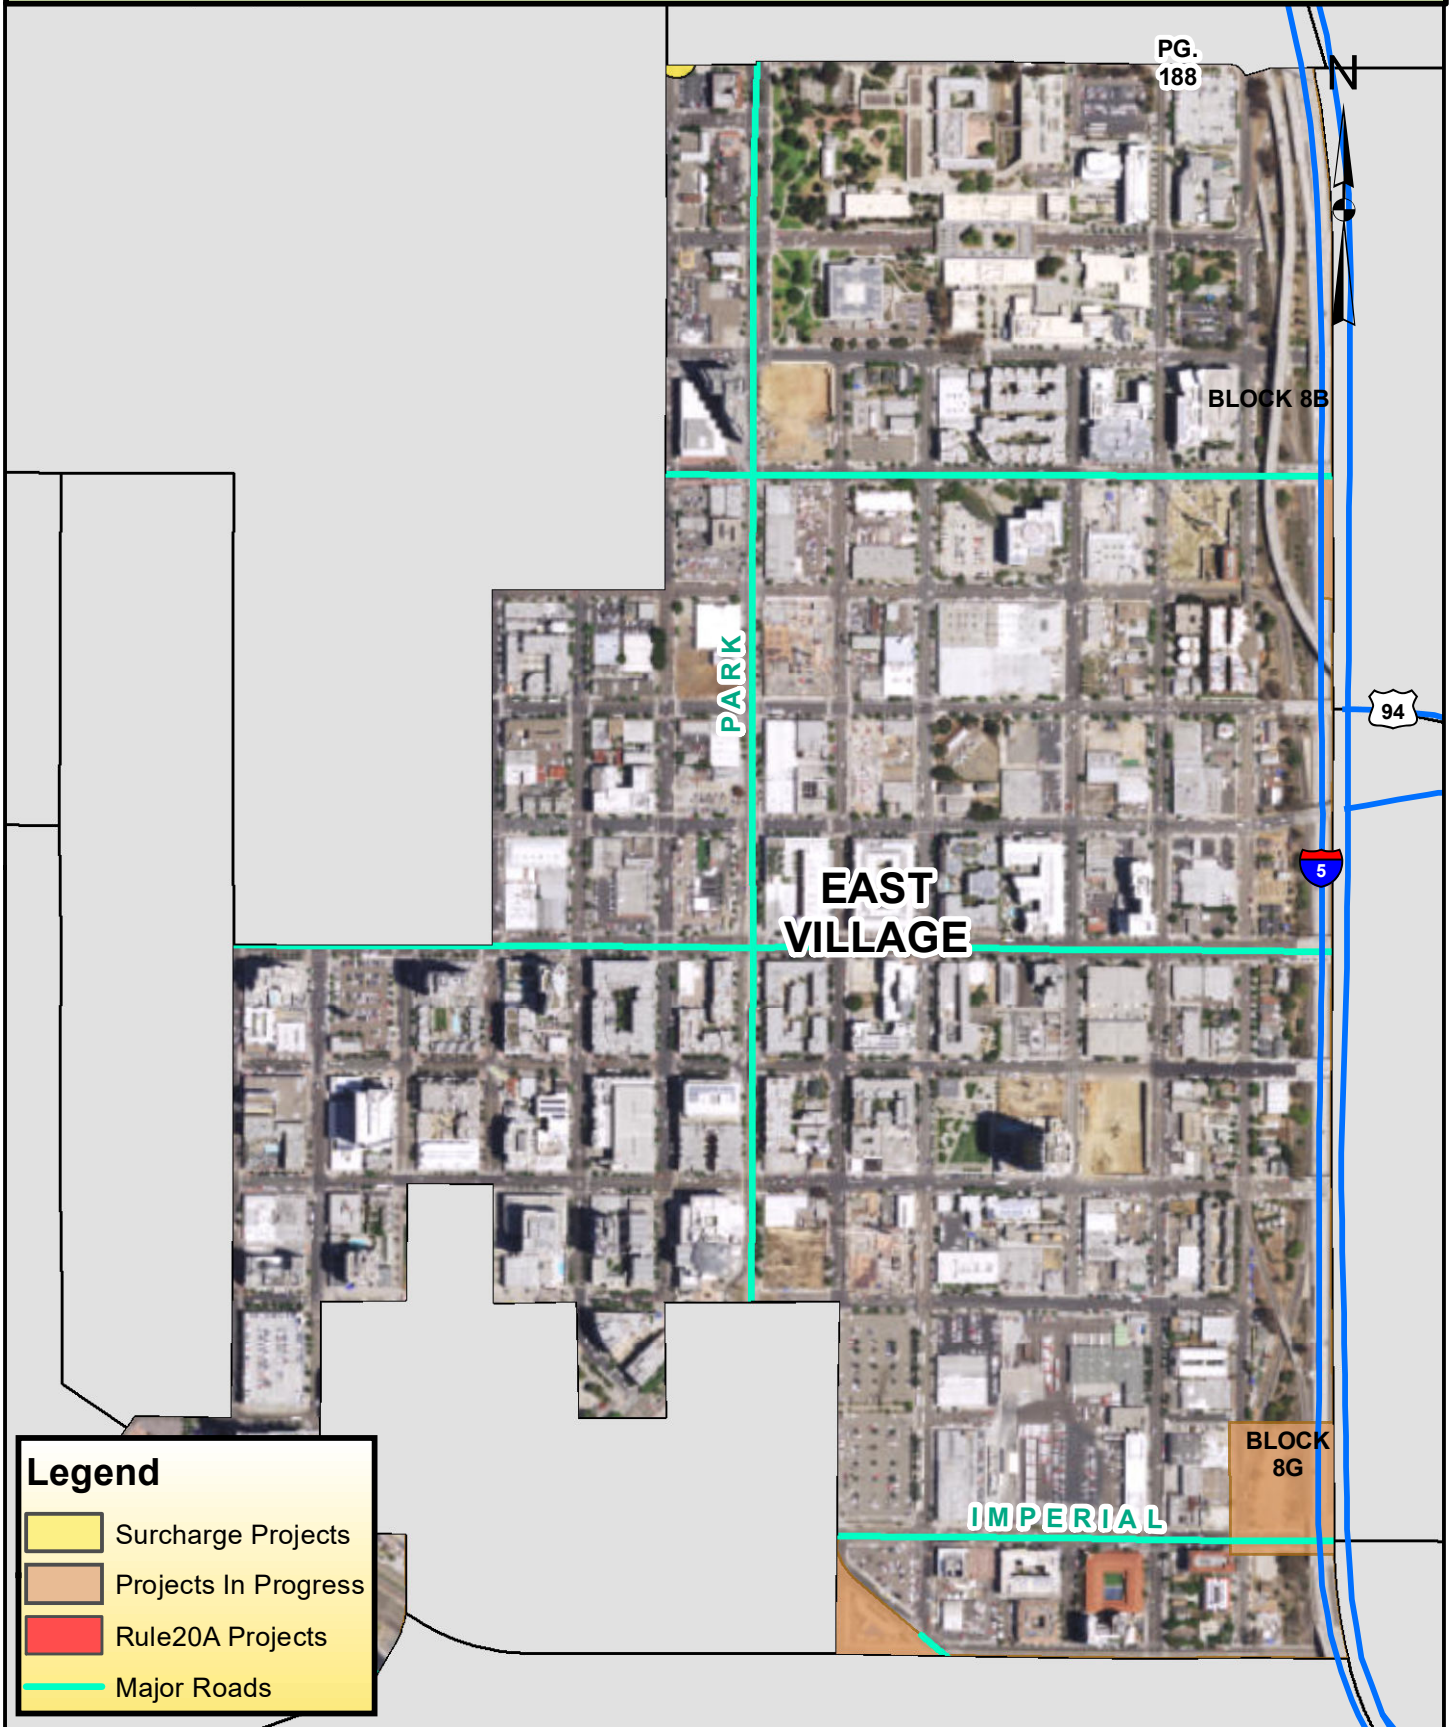 PG.
188
N
BLOCK 8B
PARK
94
5
EAST
VILLAGE
BLOCK
8G
IMPERIAL
Legend
Surcharge Projects
Projects In Progress
Rule20A Projects
Major Roads